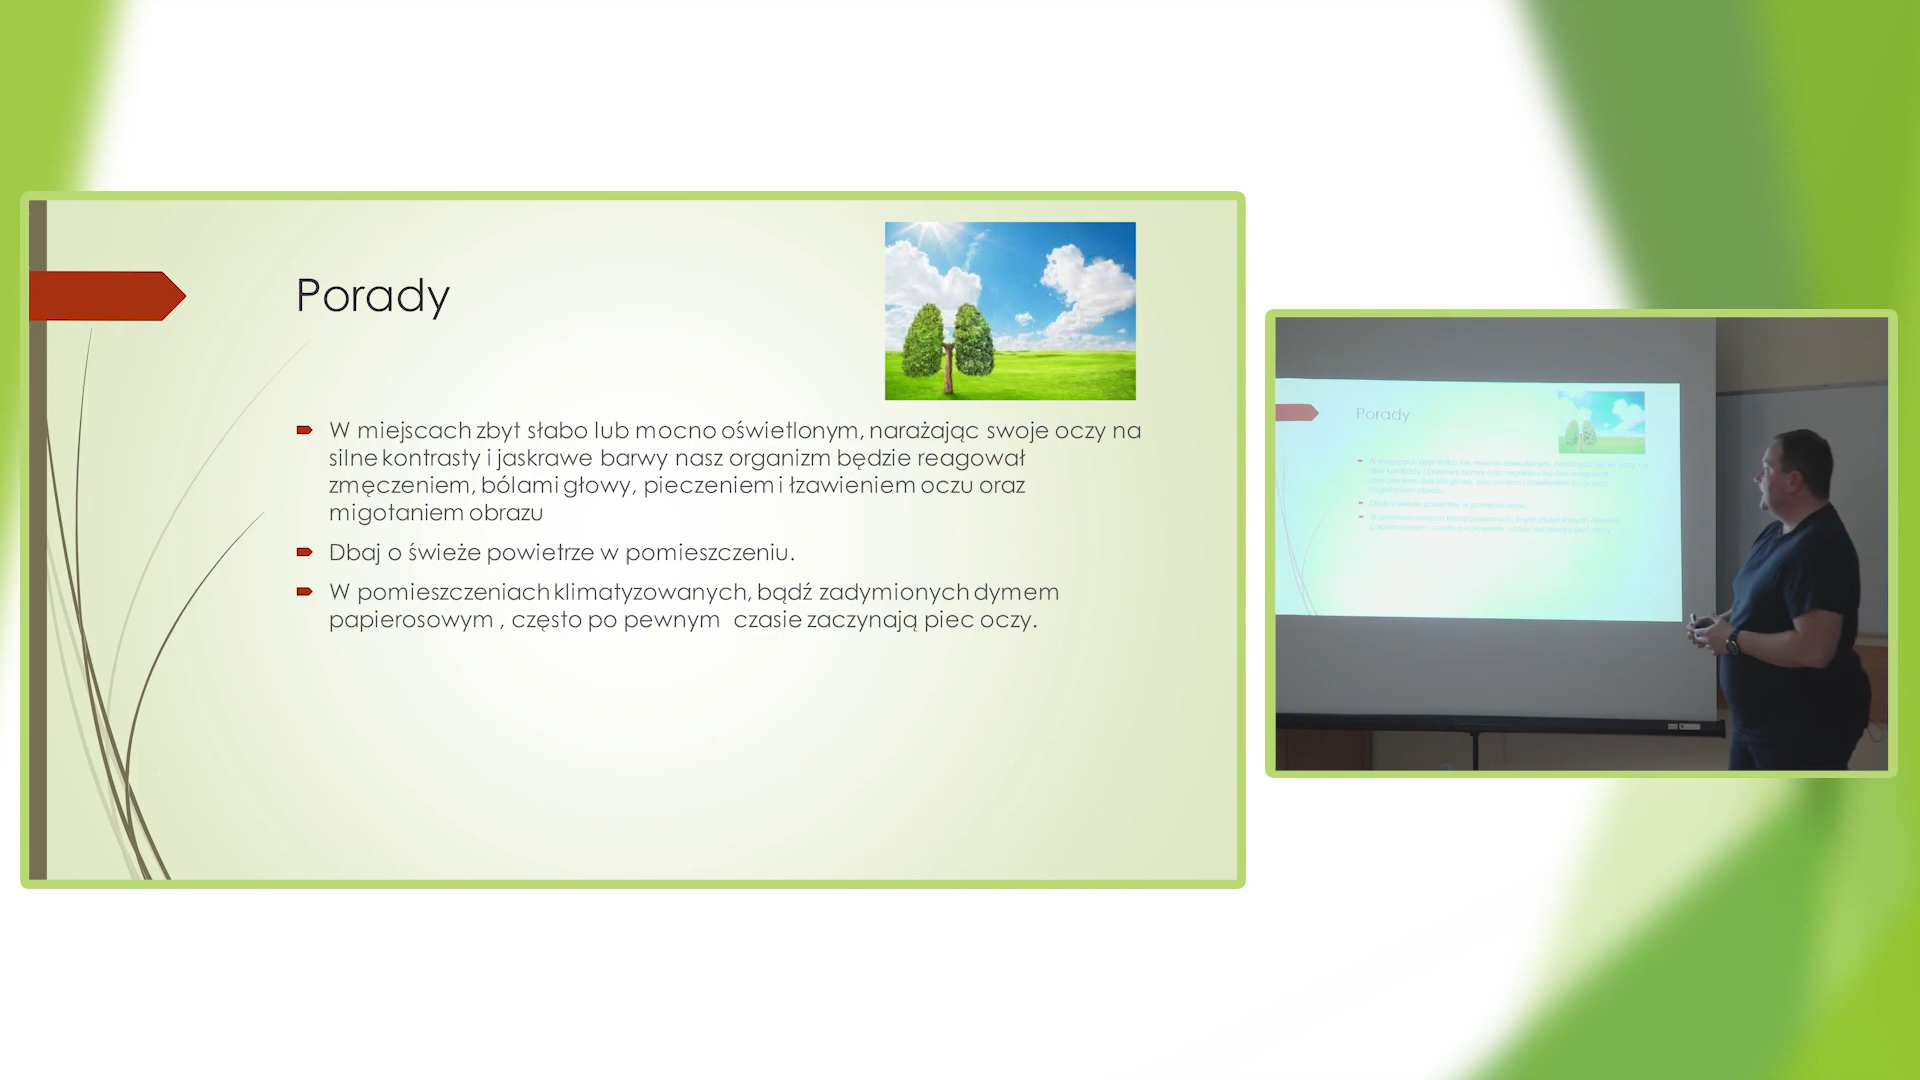 Porady
W miejscach zbyt słabo lub mocno oświetlonym, narażając swoje oczy na
silne kontrasty i jaskrawe barwy nasz organizm będzie reagował
zmęczeniem, bólami głowy, pieczeniem i łzawieniem oczu oraz
migotaniem obrazu
Dbaj o świeże powietrze w pomieszczeniu.
W pomieszczeniach klimatyzowanych, bądź zadymionych dymem
papierosowym , często po pewnym  czasie zaczynają piec oczy.
Porady